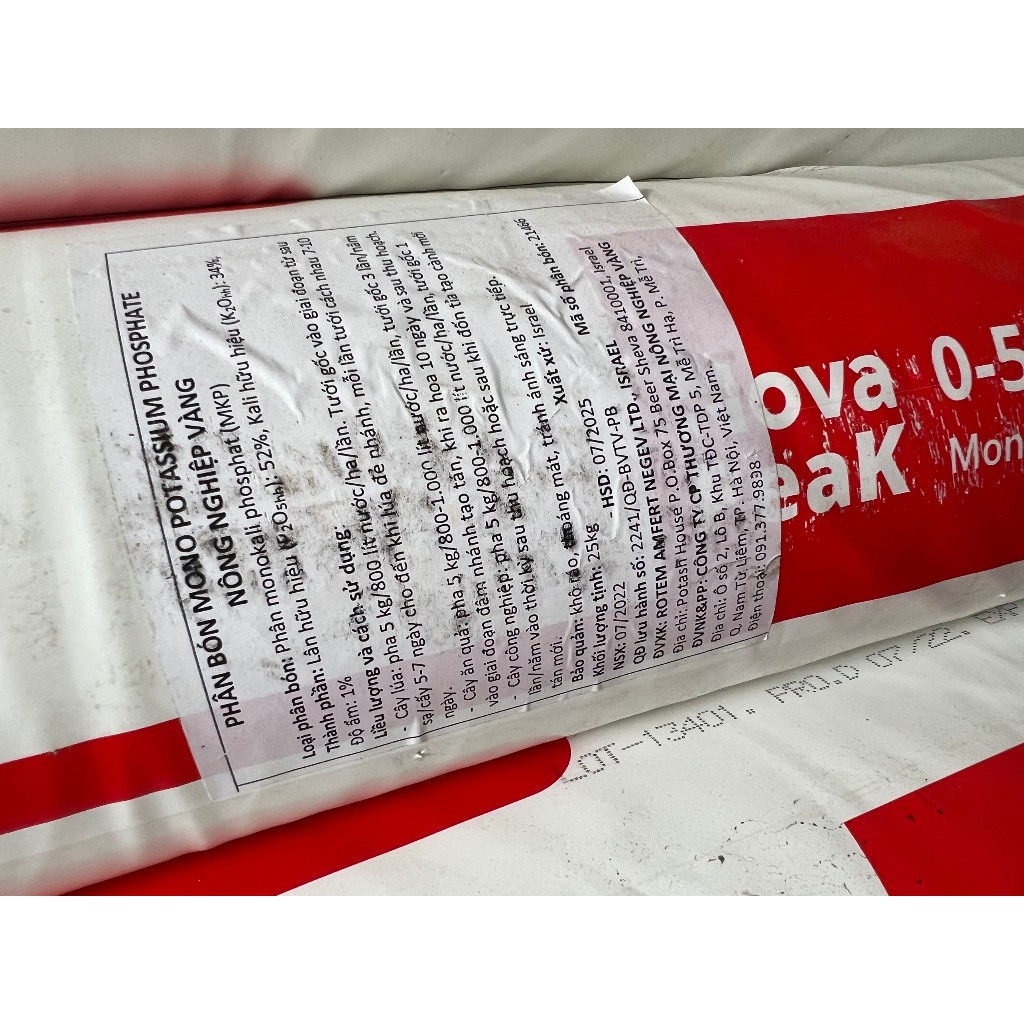 PHÂN BÓN MONO POTASSIUM PHOSPHATE
NÔNG NGHIỆP VÀNG
Loại phân bón: Phân monokali phosphat (MKP)
Thành phần: Lân hữu hiệu (P2O5hh): 52%, Kali hữu hiệu (K2Ohh): 34%,
Độ ẩm: 1%
Liều lượng và cách sử dụng:
- Cây lúa: pha 5 kg/800 lít nước/ha/lần. Tưới gốc vào giai đoạn từ sau
sạ/cấy 5-7 ngày cho đến khi lúa đẻ nhánh, mỗi lần tưới cách nhau 7-10
ngày.
- Cây ăn quả: pha 5 kg/800-1.000 lít nước/ha/lần, tưới gốc 3 lần/năm
vào giai đoạn đâm nhánh tạo tán, khi ra hoa 10 ngày và sau thu hoạch.
- Cây công nghiệp: pha 5 kg/800-1.000 lít nước/ha/lần, tưới gốc 1
lần/năm vào thời kỳ sau thu hoạch hoặc sau khi đốn tỉa tạo cành mới
tán mới.
Bảo quản: khô ráo, thoáng mát, tránh ánh sáng trực tiếp.
Khối lượng tịnh: 25kg Xuất xứ: Israel
NSX: 07/2022 - HSD: 07/2025 Mã số phân bón: 21466
QĐ lưu hành số: 2241/QĐ-BVTV-PB
ĐVXK: ROTEM AMFERT NEGEV LTD., ISRAEL
Địa chỉ: Potash House P.O.Box 75 Beer Sheva 8410001, Israel
ĐVNK&PP: CÔNG TY CP THƯƠNG MẠI NÔNG NGHIỆP VÀNG
Địa chỉ: Ô số 2, Lô B, Khu TĐC-TDP 5, Mễ Trì Hạ, P. Mễ Trì,
Q. Nam Từ Liêm, TP. Hà Nội, Việt Nam.
Điện thoại: 091.377.9898
ova 0-5
eaK Mon
LOT-13401. PRO.D 07/22. EX